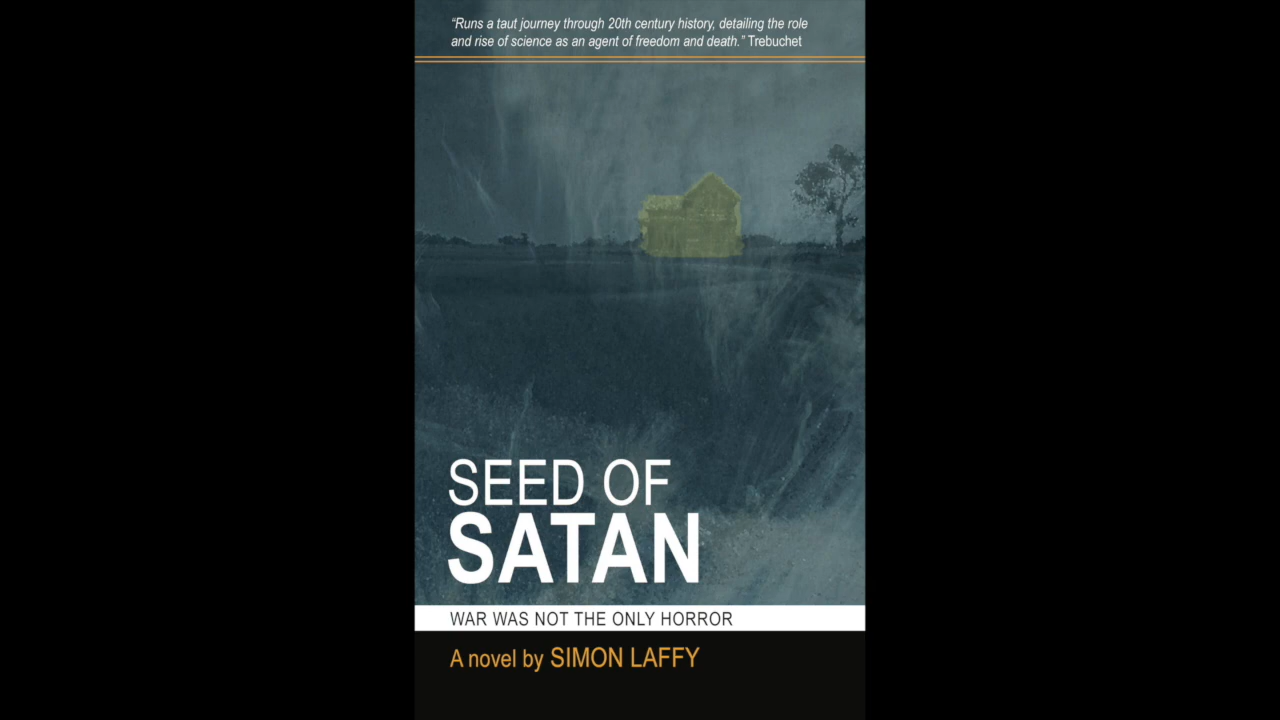 “Runs a taut journey through 20th century history, detailing the role
and rise of science as an agent of freedom and death.” Trebuchet
SEED OF
SATAN
WAR WAS NOT THE ONLY HORROR
A novel by SIMON LAFFY